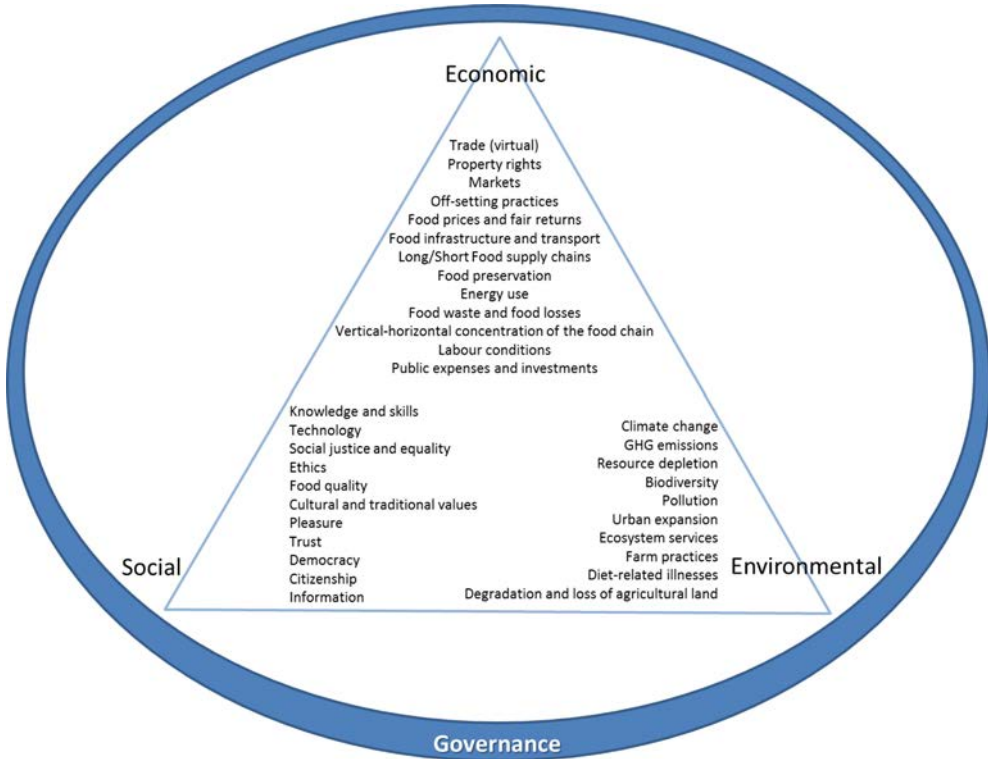 Economic
Trade (virtual)
Property rights
Markets
Off-setting practices
Food prices and fair returns
Food infrastructure and transport
Long/Short Food supply chains
Food preservation
Energy use
Food waste and food losses
Vertical-horizontal concentration of the food chain
Labour conditions
Public expenses and investments
Knowledge and skills
Technology
Social justice and equality
Ethics
Food quality
Cultural and traditional values
Pleasure
Trust
Democracy
Citizenship
Information
Social
Climate change
GHG emissions
Resource depletion
Biodiversity
Pollution
Urban expansion
Ecosystem services
Farm practices
Diet-related illnesses
Degradation and loss of agricultural land
Environmental
Governance